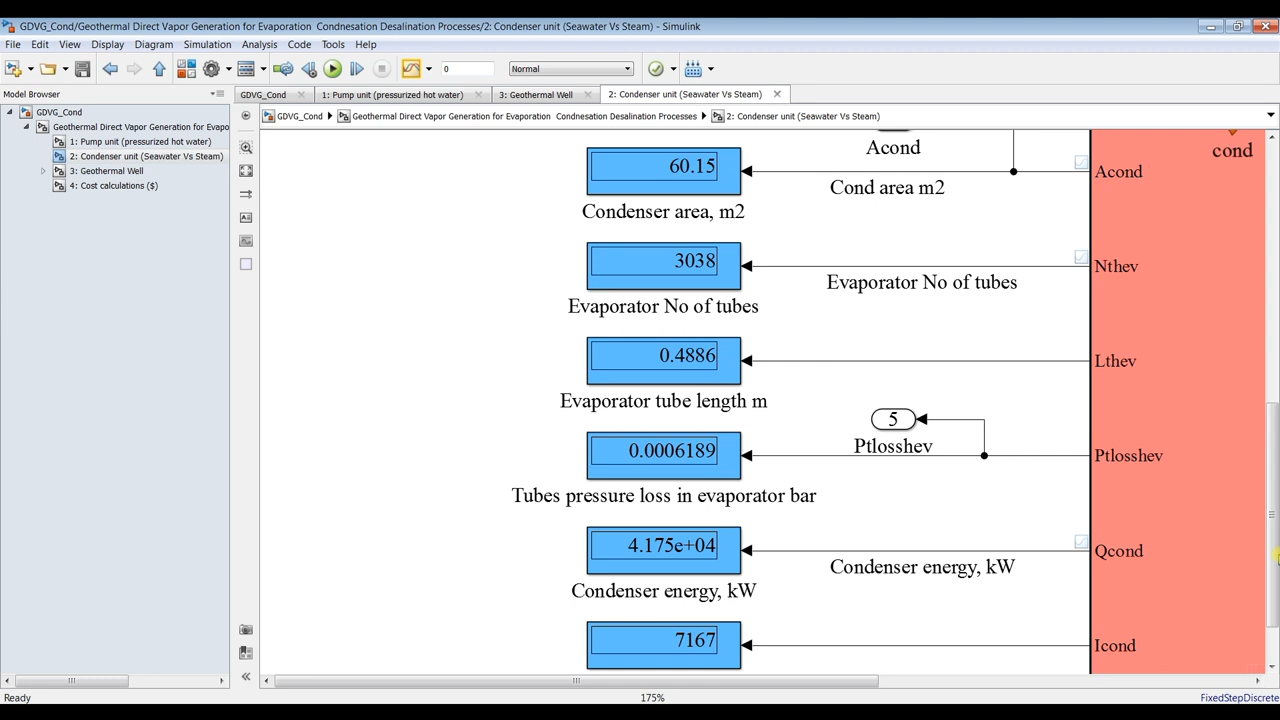 GDVG_Cond/Geothermal Direct Vapor Generation for Evaporation Condnesation Desalination Processes/2: Condenser unit (Seawater Vs Steam) - Simulink
File Edit View Display Diagram Simulation Analysis Code Tools Help
0 Normal
Model Browser
GDVG_Cond 1: Pump unit (pressurized hot water) 3: Geothermal Well 2: Condenser unit (Seawater Vs Steam)
GDVG_Cond
Geothermal Direct Vapor Generation for Evapo
1: Pump unit (pressurized hot water)
2: Condenser unit (Seawater Vs Steam)
3: Geothermal Well
4: Cost calculations ($)
GDVG_Cond Geothermal Direct Vapor Generation for Evaporation Condnesation Desalination Processes 2: Condenser unit (Seawater Vs Steam)
Acond
cond
60.15
Cond area m2
Acond
Condenser area, m2
3038
Evaporator No of tubes
Nthev
Evaporator No of tubes
0.4886
Lthev
Evaporator tube length m
5
Ptlosshev
0.0006189
Ptlosshev
Tubes pressure loss in evaporator bar
4.175e+04
Condenser energy, kW
Qcond
Condenser energy, kW
7167
Icond
Ready
175%
FixedStepDiscrete